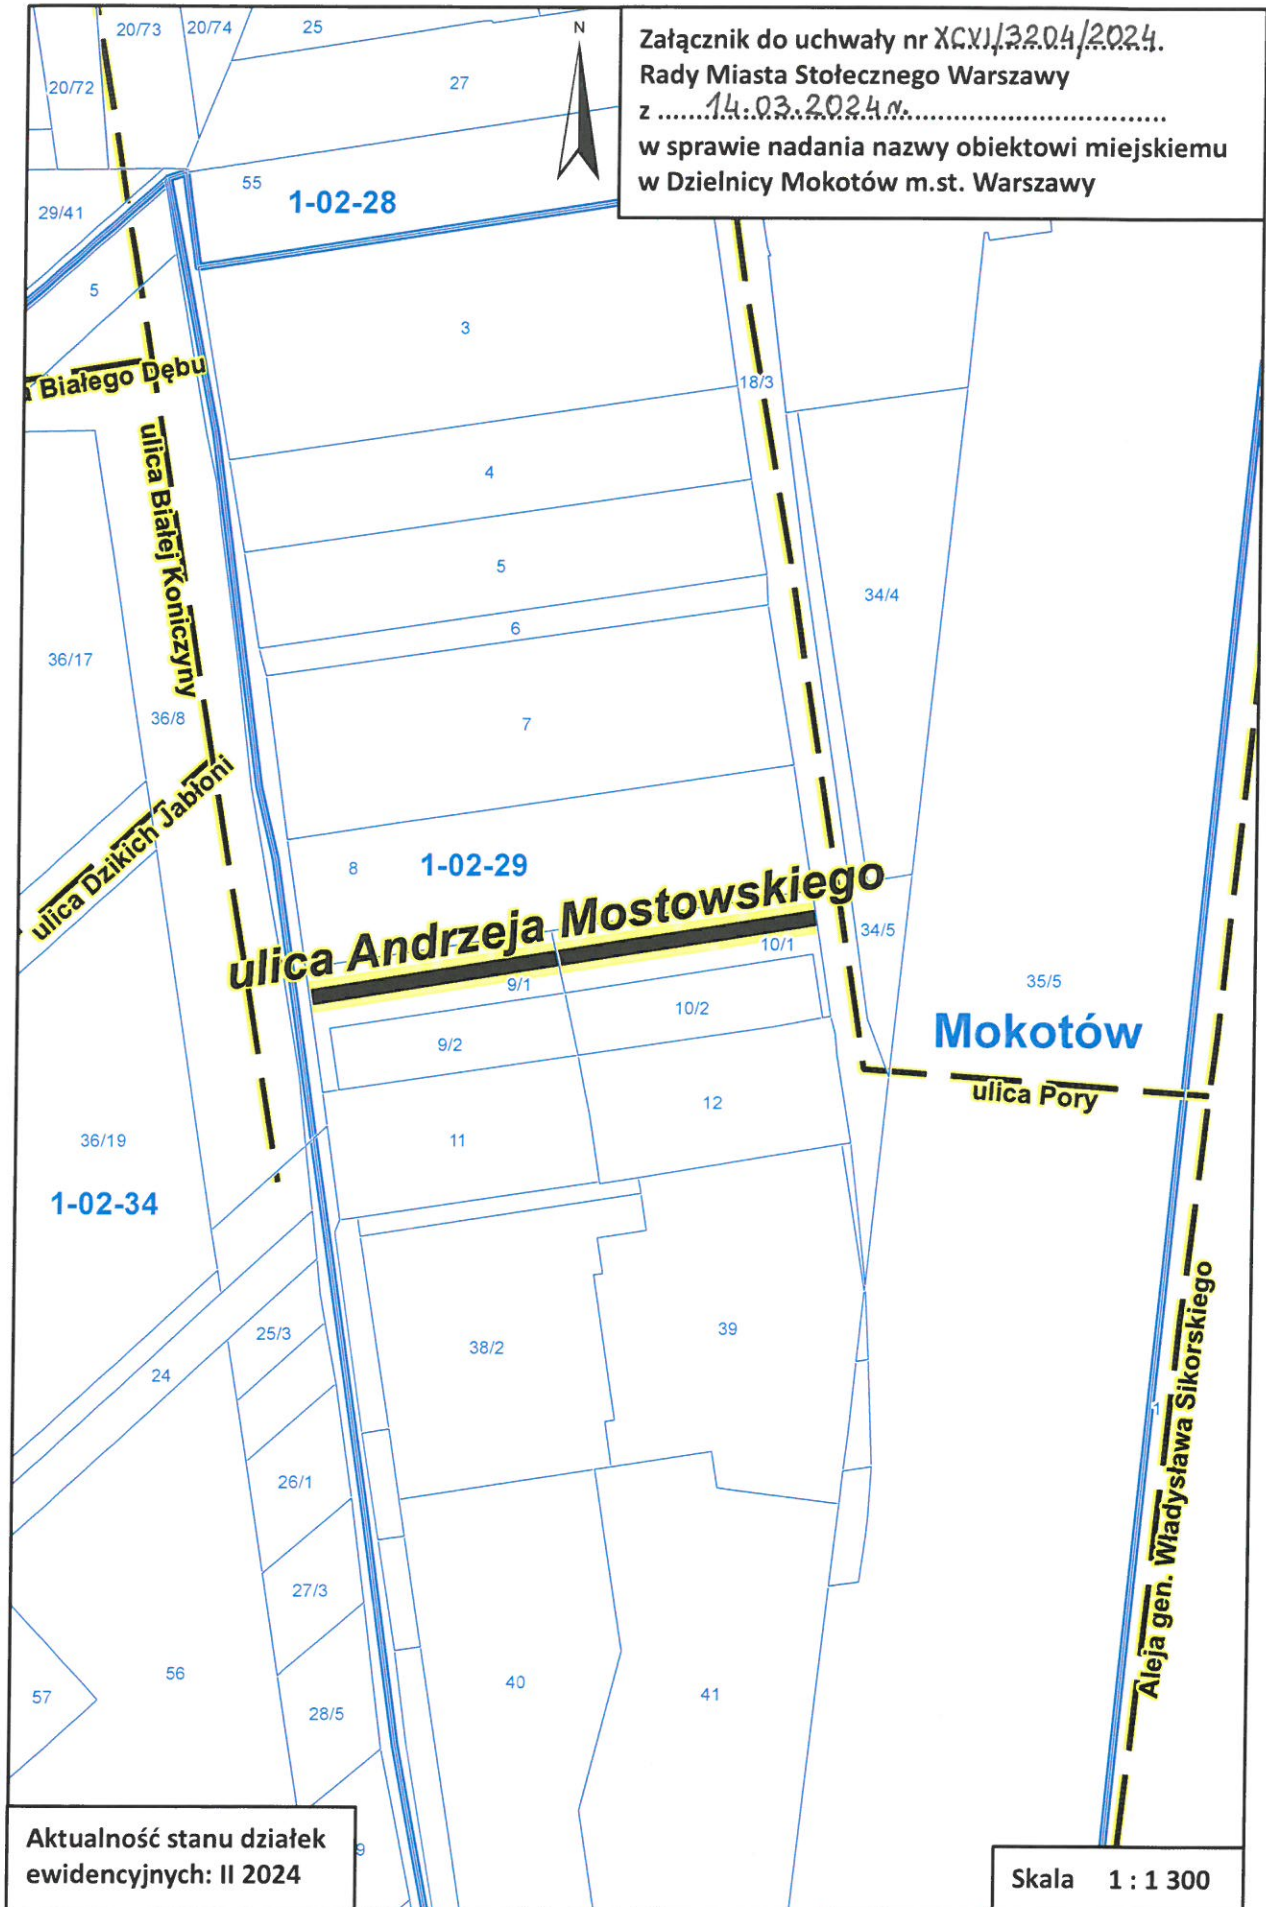 Załącznik do uchwały nr XCVI/3204/2024.
Rady Miasta Stołecznego Warszawy
z ......14.03.2024 r.......
w sprawie nadania nazwy obiektowi miejskiemu
w Dzielnicy Mokotów m.st. Warszawy
N
20/73
20/74
25
20/72
27
55
1-02-28
29/41
5
3
a Białego Dębu
18/3
ulica Białej Koniczyny
4
5
34/4
6
36/17
36/8
7
ulica Dzikich Jabłoni
8
1-02-29
ulica Andrzeja Mostowskiego
34/5
10/1
9/1
35/5
10/2
Mokotów
9/2
ulica Pory
12
11
36/19
1-02-34
25/3
39
38/2
24
1
Aleja gen. Władysława Sikorskiego
26/1
27/3
56
40
57
41
28/5
9
Aktualność stanu działek
ewidencyjnych: II 2024
Skala 1 : 1 300